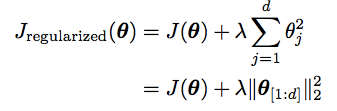 J_regularized(θ) = J(θ) + λ ∑_{j=1}^{d} θ_j^2
= J(θ) + λ‖θ_{[1:d]}‖_2^2